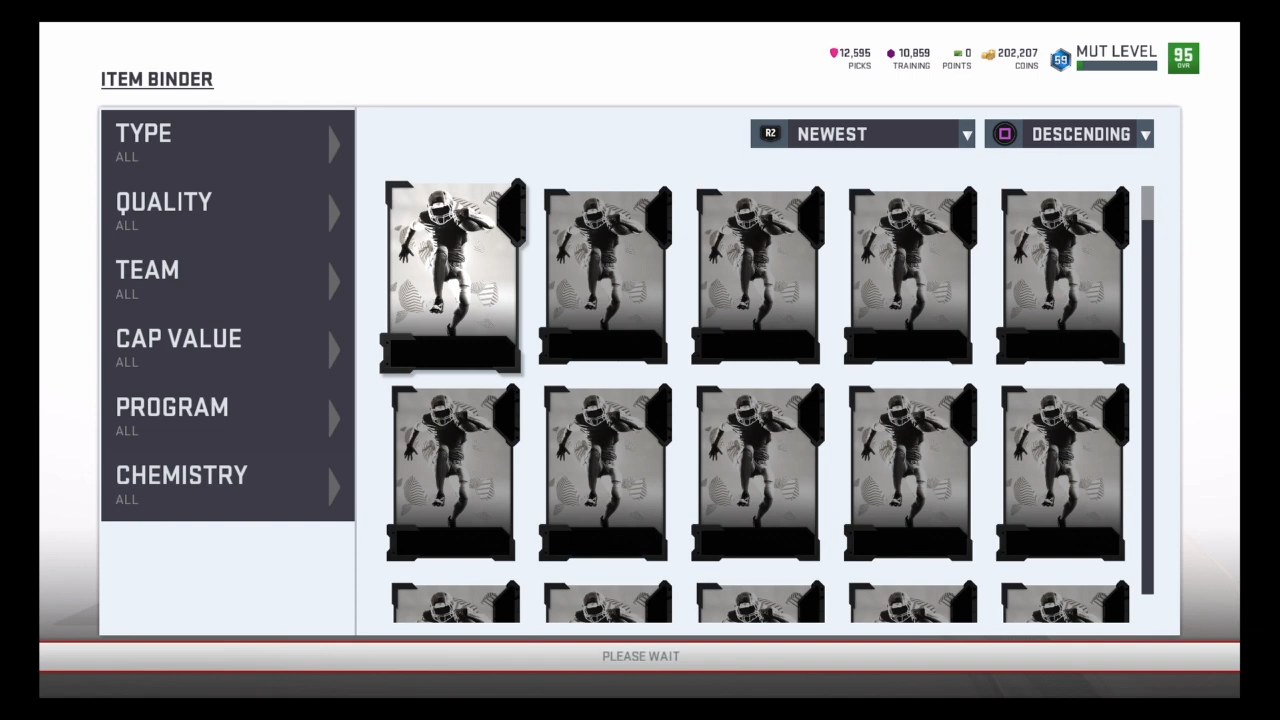 12,595 PICKS
10,859 TRAINING
0 POINTS
202,207 COINS
59
MUT LEVEL
95 OVR
ITEM BINDER
TYPE
ALL
QUALITY
ALL
TEAM
ALL
CAP VALUE
ALL
PROGRAM
ALL
CHEMISTRY
ALL
R2 NEWEST
DESCENDING
PLEASE WAIT